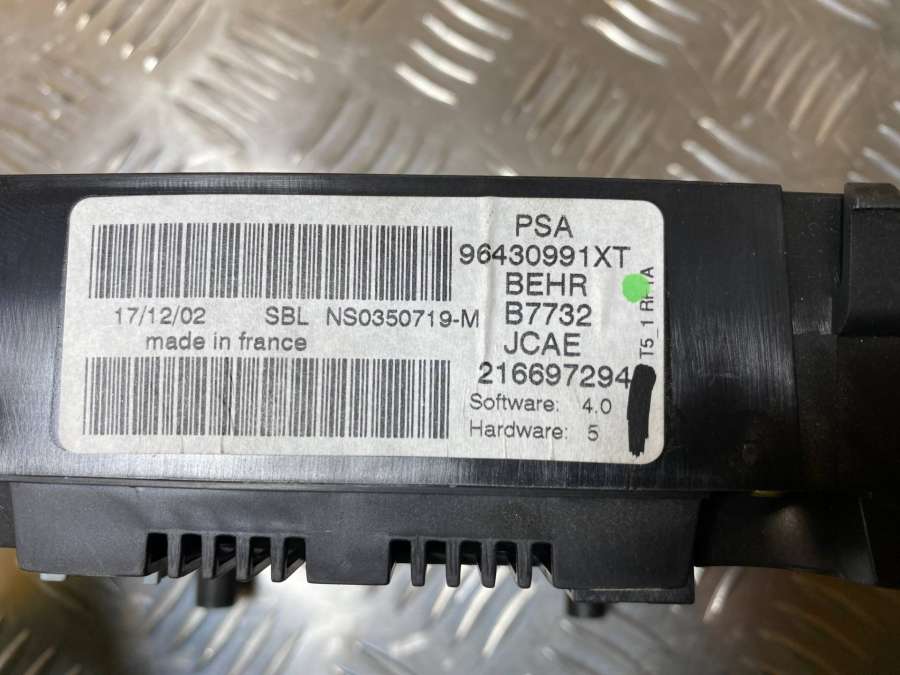 PSA
96430991XT
BEHR
B7732
JCAE
216697294
Software: 4.0
Hardware: 5
17/12/02 SBL NS0350719-M
made in france
T5_1